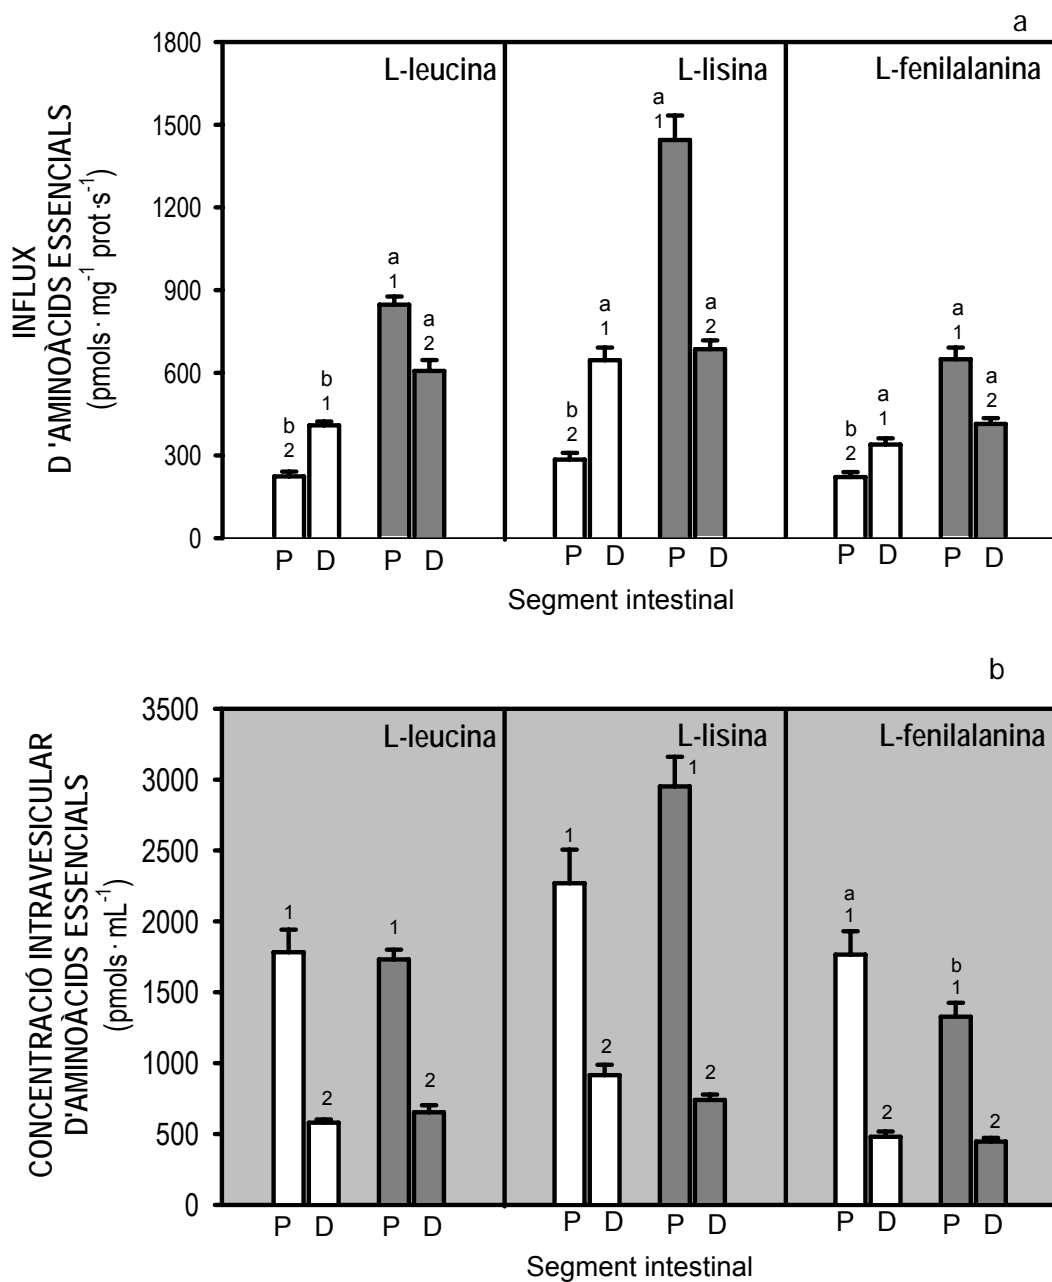 a
1800
1500
1200
900
600
300
0
INFLUX
D 'AMINOÀCIDS ESSENCIALS
(pmols· mg⁻¹ prot·s⁻¹)
L-leucina
L-lisina
L-fenilalanina
b
2
b
1
a
1
a
2
b
2
a
1
a
1
a
2
b
2
a
1
a
1
a
2
P D P D P D P D P D P D
Segment intestinal
b
3500
3000
2500
2000
1500
1000
500
0
CONCENTRACIÓ INTRAVESICULAR
D'AMINOÀCIDS ESSENCIALS
(pmols· mL⁻¹)
L-leucina
L-lisina
L-fenilalanina
1
2
1
2
1
2
1
2
a
1
2
b
1
2
P D P D P D P D P D P D
Segment intestinal